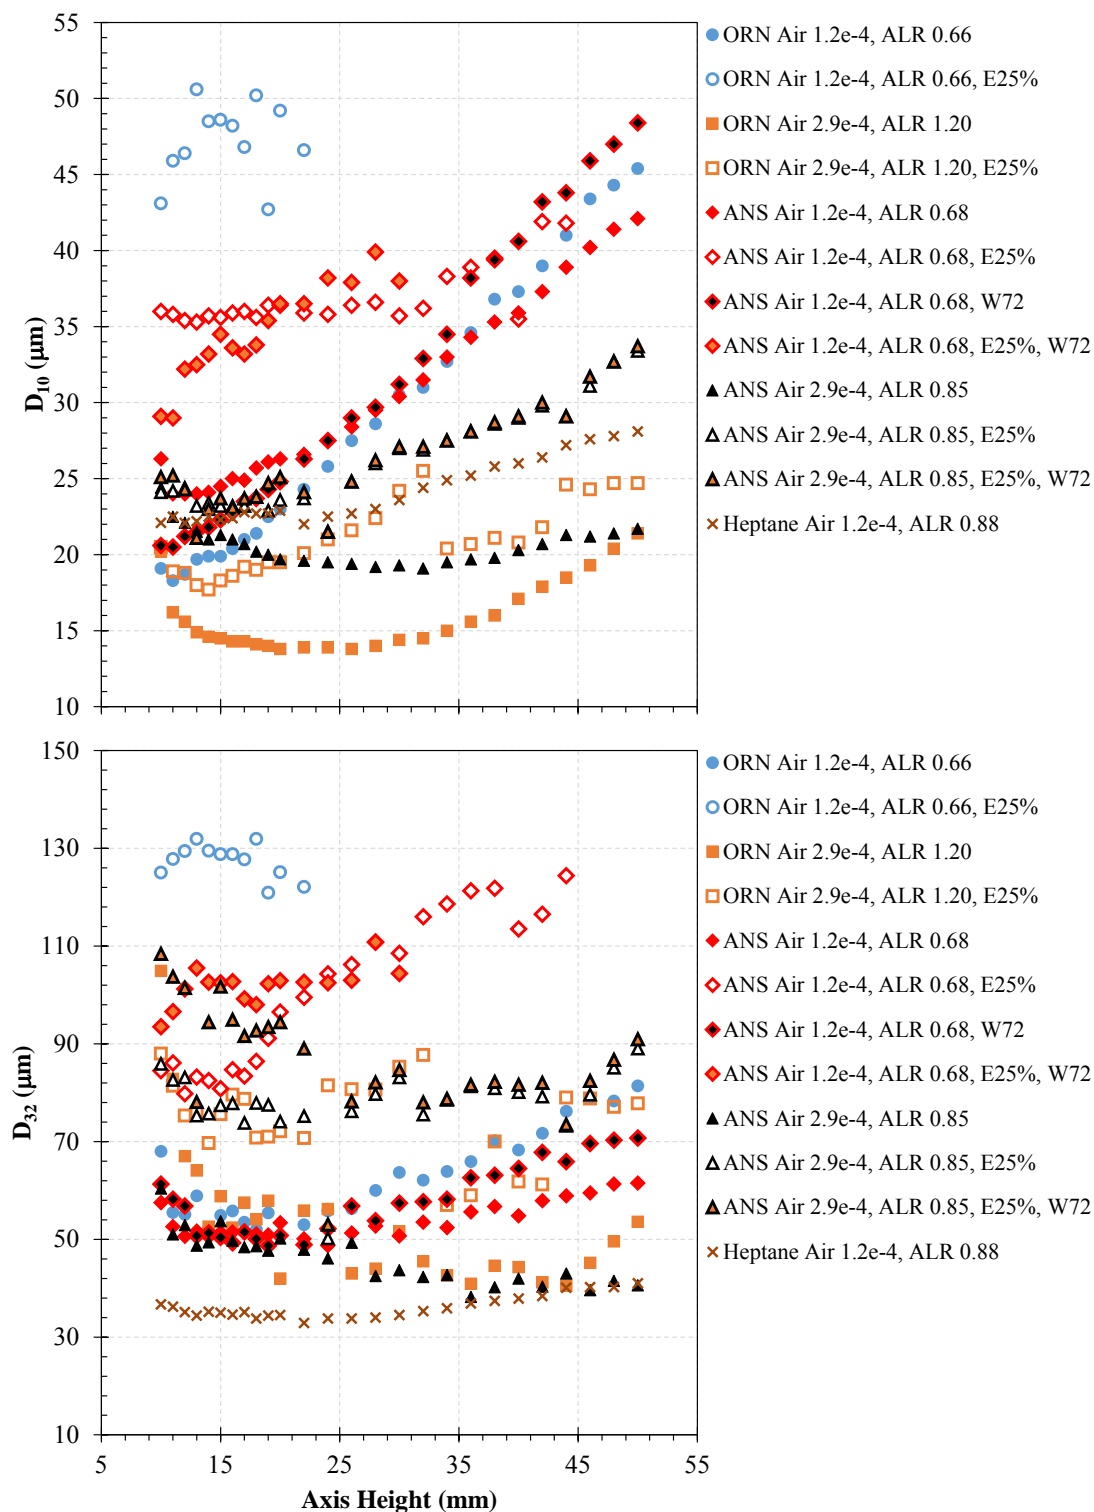 55
50
45
40
35
30
25
20
15
10
D10 (µm)
ORN Air 1.2e-4, ALR 0.66
ORN Air 1.2e-4, ALR 0.66, E25%
ORN Air 2.9e-4, ALR 1.20
ORN Air 2.9e-4, ALR 1.20, E25%
ANS Air 1.2e-4, ALR 0.68
ANS Air 1.2e-4, ALR 0.68, E25%
ANS Air 1.2e-4, ALR 0.68, W72
ANS Air 1.2e-4, ALR 0.68, E25%, W72
ANS Air 2.9e-4, ALR 0.85
ANS Air 2.9e-4, ALR 0.85, E25%
ANS Air 2.9e-4, ALR 0.85, E25%, W72
Heptane Air 1.2e-4, ALR 0.88
150
130
110
90
70
50
30
10
D32 (µm)
5 15 25 35 45 55
Axis Height (mm)
ORN Air 1.2e-4, ALR 0.66
ORN Air 1.2e-4, ALR 0.66, E25%
ORN Air 2.9e-4, ALR 1.20
ORN Air 2.9e-4, ALR 1.20, E25%
ANS Air 1.2e-4, ALR 0.68
ANS Air 1.2e-4, ALR 0.68, E25%
ANS Air 1.2e-4, ALR 0.68, W72
ANS Air 1.2e-4, ALR 0.68, E25%, W72
ANS Air 2.9e-4, ALR 0.85
ANS Air 2.9e-4, ALR 0.85, E25%
ANS Air 2.9e-4, ALR 0.85, E25%, W72
Heptane Air 1.2e-4, ALR 0.88